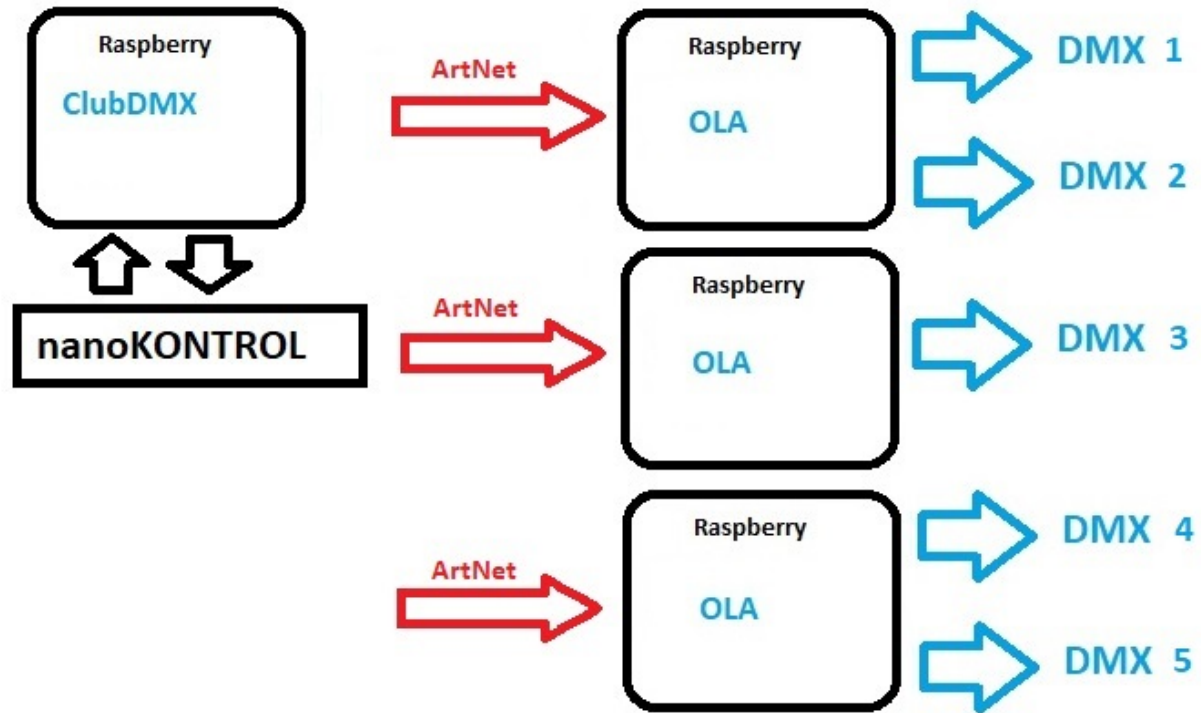 Raspberry
ClubDMX
nanoKONTROL
ArtNet
Raspberry
OLA
DMX 1
DMX 2
ArtNet
Raspberry
OLA
DMX 3
ArtNet
Raspberry
OLA
DMX 4
DMX 5